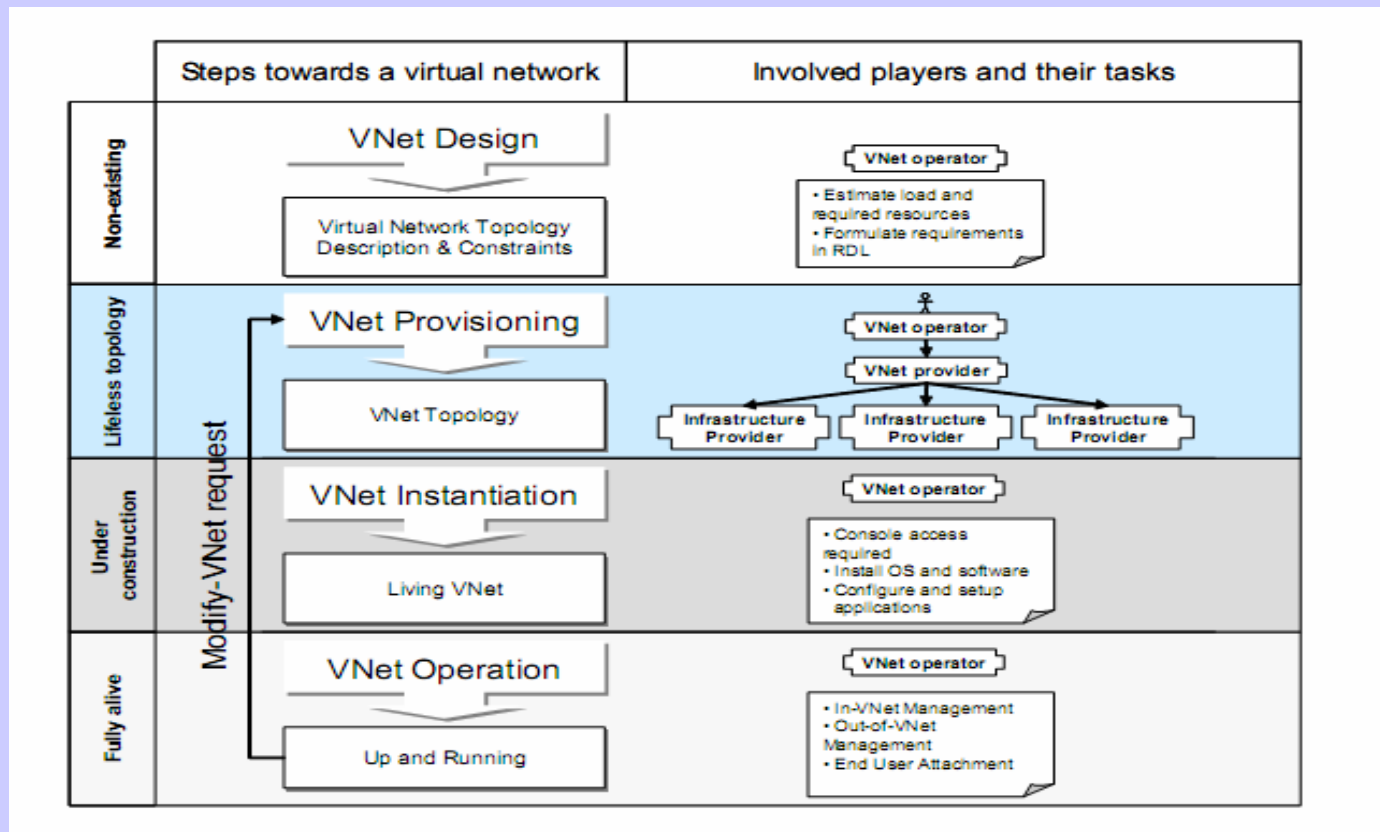 Steps towards a virtual network
Involved players and their tasks
Non-existing
VNet Design
Virtual Network Topology
Description & Constraints
VNet operator
• Estimate load and
required resources
• Formulate requirements
in RDL
Lifeless topology
VNet Provisioning
VNet Topology
VNet operator
VNet provider
Infrastructure
Provider
Infrastructure
Provider
Infrastructure
Provider
Modify-VNet request
Under
construction
VNet Instantiation
Living VNet
VNet operator
• Console access
required
• Install OS and software
• Configure and setup
applications
Fully alive
VNet Operation
Up and Running
VNet operator
• In-VNet Management
• Out-of-VNet
Management
• End User Attachment